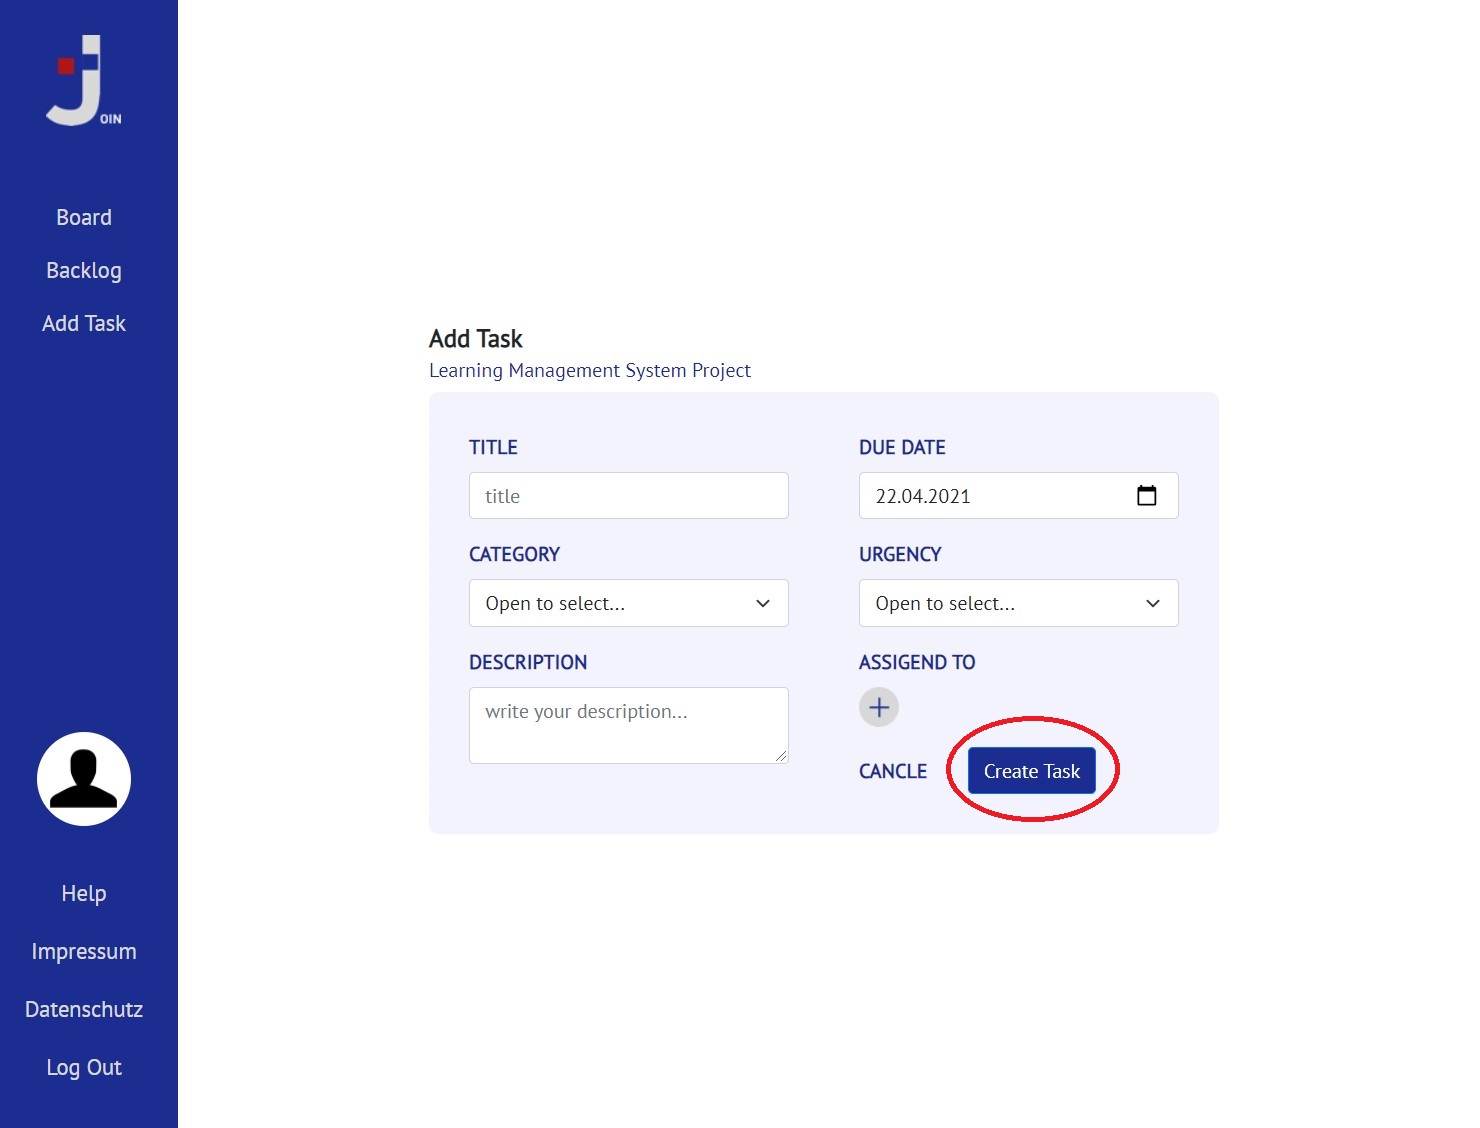 JOIN
Board
Backlog
Add Task
Help
Impressum
Datenschutz
Log Out
Add Task
Learning Management System Project
TITLE
title
CATEGORY
Open to select...
DESCRIPTION
write your description...
DUE DATE
22.04.2021
URGENCY
Open to select...
ASSIGEND TO
CANCLE
Create Task